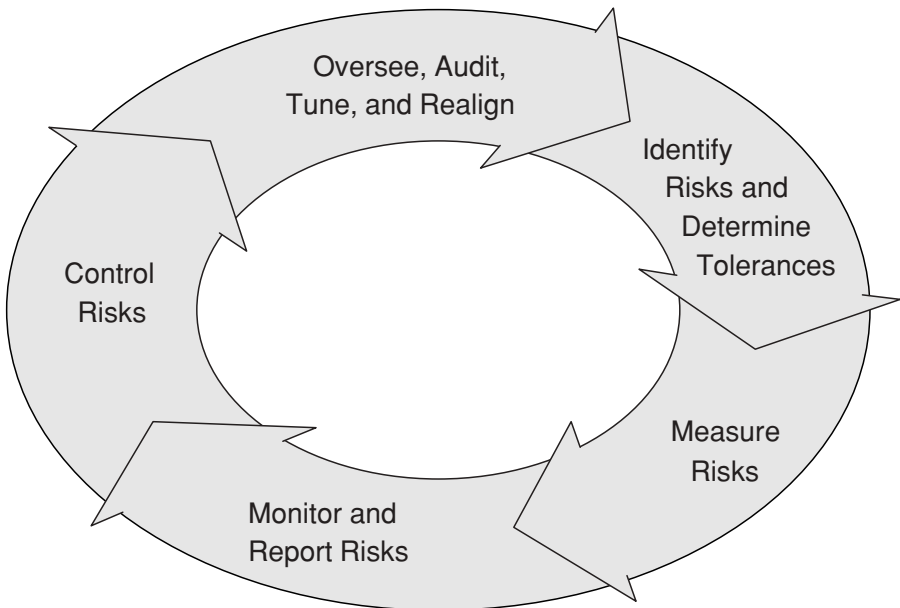 Oversee, Audit,
Tune, and Realign
Identify
Risks and
Determine
Tolerances
Measure
Risks
Monitor and
Report Risks
Control
Risks